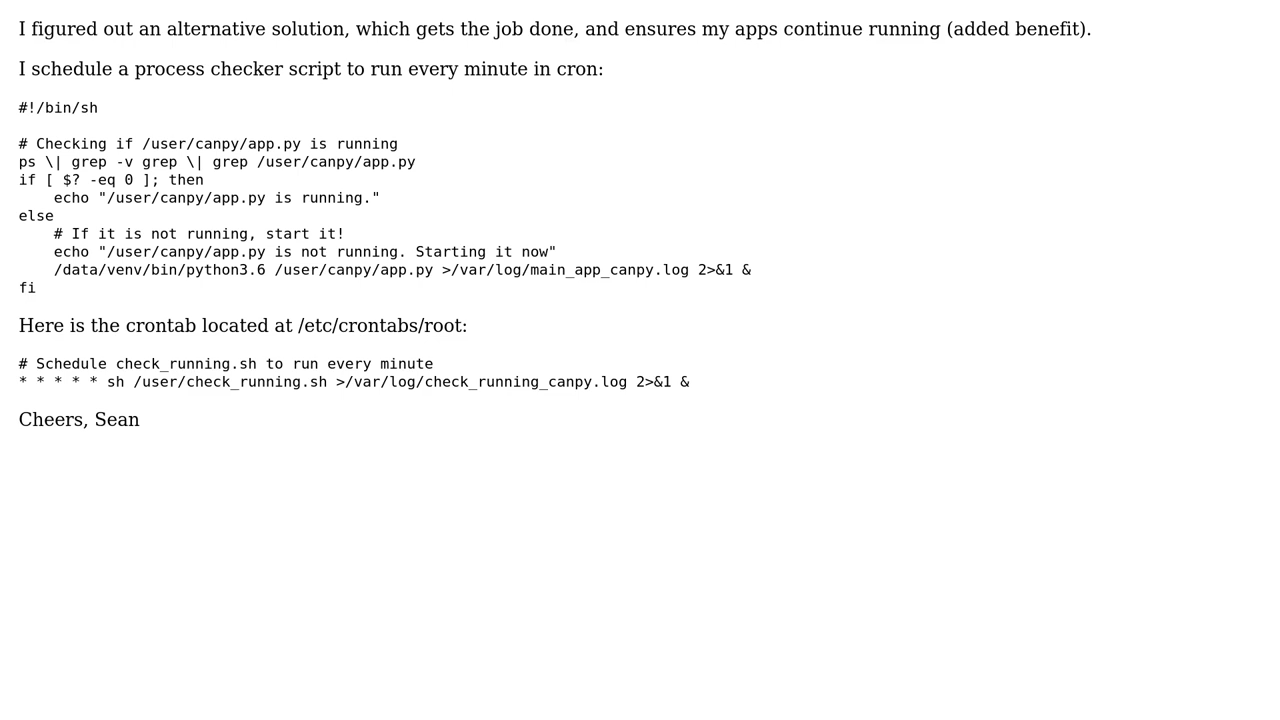 I figured out an alternative solution, which gets the job done, and ensures my apps continue running (added benefit).
I schedule a process checker script to run every minute in cron:
#!/bin/sh
# Checking if /user/canpy/app.py is running
ps \| grep -v grep \| grep /user/canpy/app.py
if [ $? -eq 0 ]; then
    echo "/user/canpy/app.py is running."
else
    # If it is not running, start it!
    echo "/user/canpy/app.py is not running. Starting it now"
    /data/venv/bin/python3.6 /user/canpy/app.py >/var/log/main_app_canpy.log 2>&1 &
fi
Here is the crontab located at /etc/crontabs/root:
# Schedule check_running.sh to run every minute
* * * * * sh /user/check_running.sh >/var/log/check_running_canpy.log 2>&1 &
Cheers, Sean